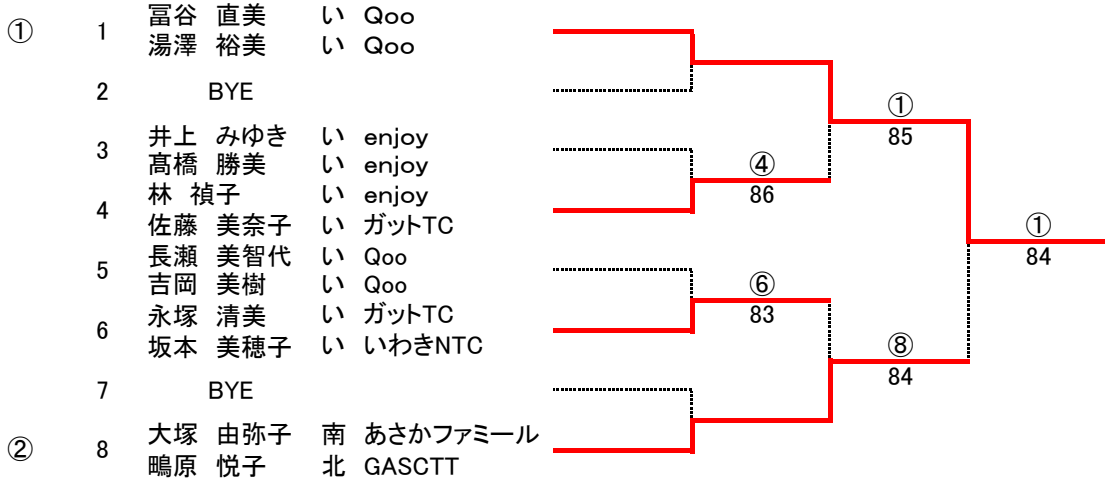 冨谷 直美 い Qoo
① 1
湯澤 裕美 い Qoo
2 BYE
①
85
井上 みゆき い enjoy
3
髙橋 勝美 い enjoy
④
86
林 禎子 い enjoy
4
佐藤 美奈子 い ガットTC
①
84
長瀬 美智代 い Qoo
5
吉岡 美樹 い Qoo
⑥
83
永塚 清美 い ガットTC
6
坂本 美穂子 い いわきNTC
⑧
84
7 BYE
大塚 由弥子 南 あさかファミール
② 8
鴫原 悦子 北 GASCTT